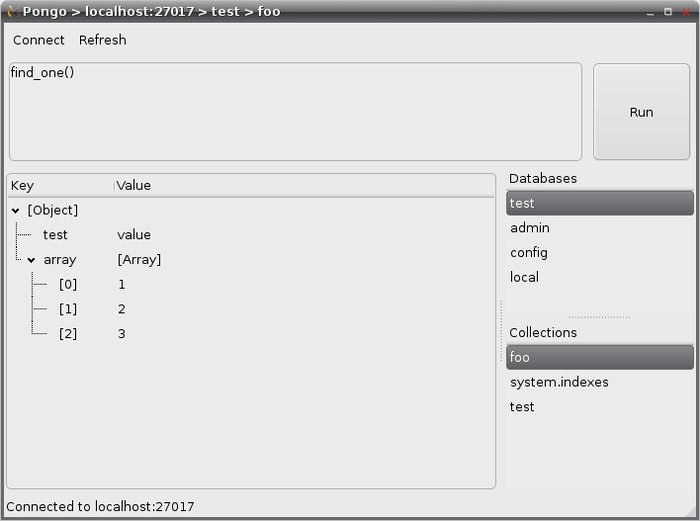 Pongo > localhost:27017 > test > foo
Connect Refresh
find_one()
Run
Key Value
[Object]
test value
array [Array]
[0] 1
[1] 2
[2] 3
Databases
test
admin
config
local
Collections
foo
system.indexes
test
Connected to localhost:27017